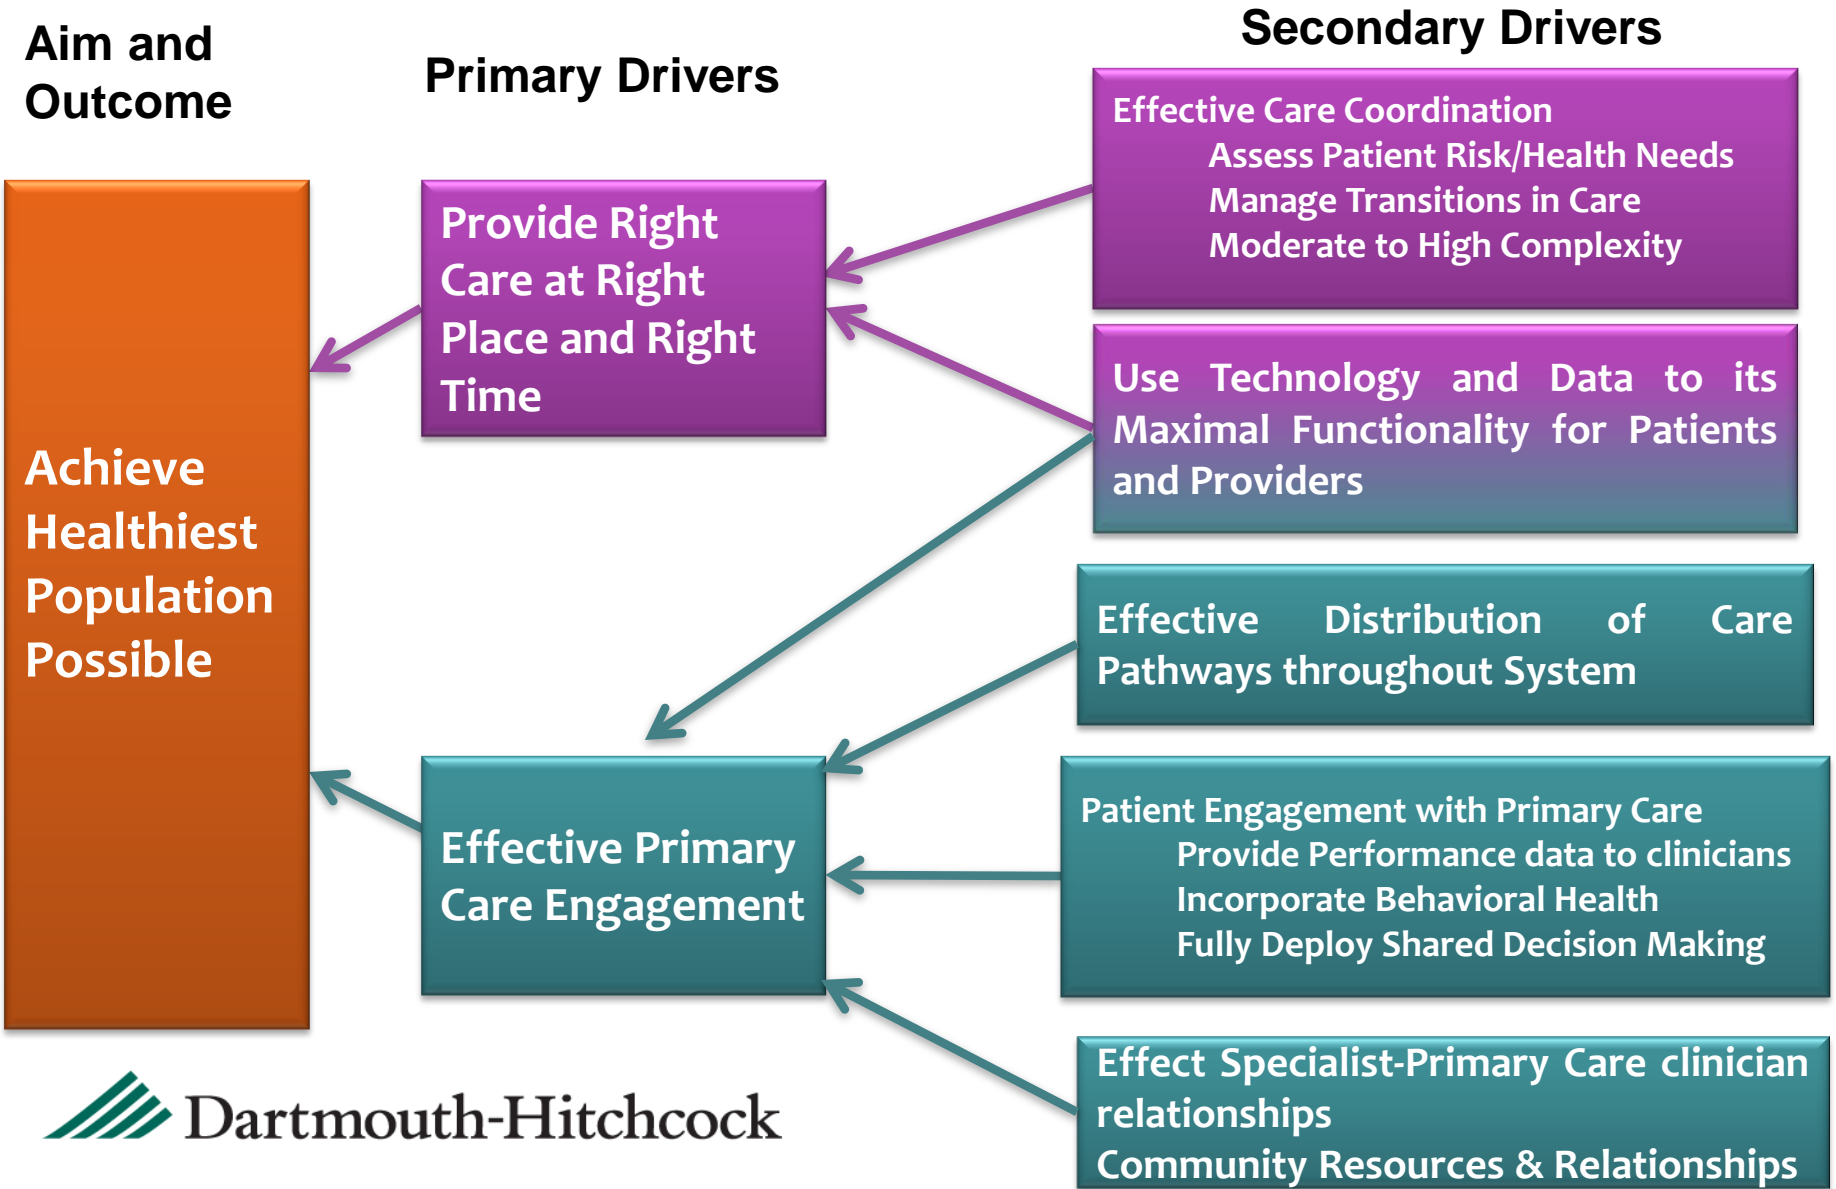 Aim and
Outcome
Primary Drivers
Secondary Drivers
Achieve
Healthiest
Population
Possible
Provide Right
Care at Right
Place and Right
Time
Effective Primary
Care Engagement
Effective Care Coordination
Assess Patient Risk/Health Needs
Manage Transitions in Care
Moderate to High Complexity
Use Technology and Data to its
Maximal Functionality for Patients
and Providers
Effective Distribution of Care
Pathways throughout System
Patient Engagement with Primary Care
Provide Performance data to clinicians
Incorporate Behavioral Health
Fully Deploy Shared Decision Making
Effect Specialist-Primary Care clinician
relationships
Community Resources & Relationships
Dartmouth-Hitchcock